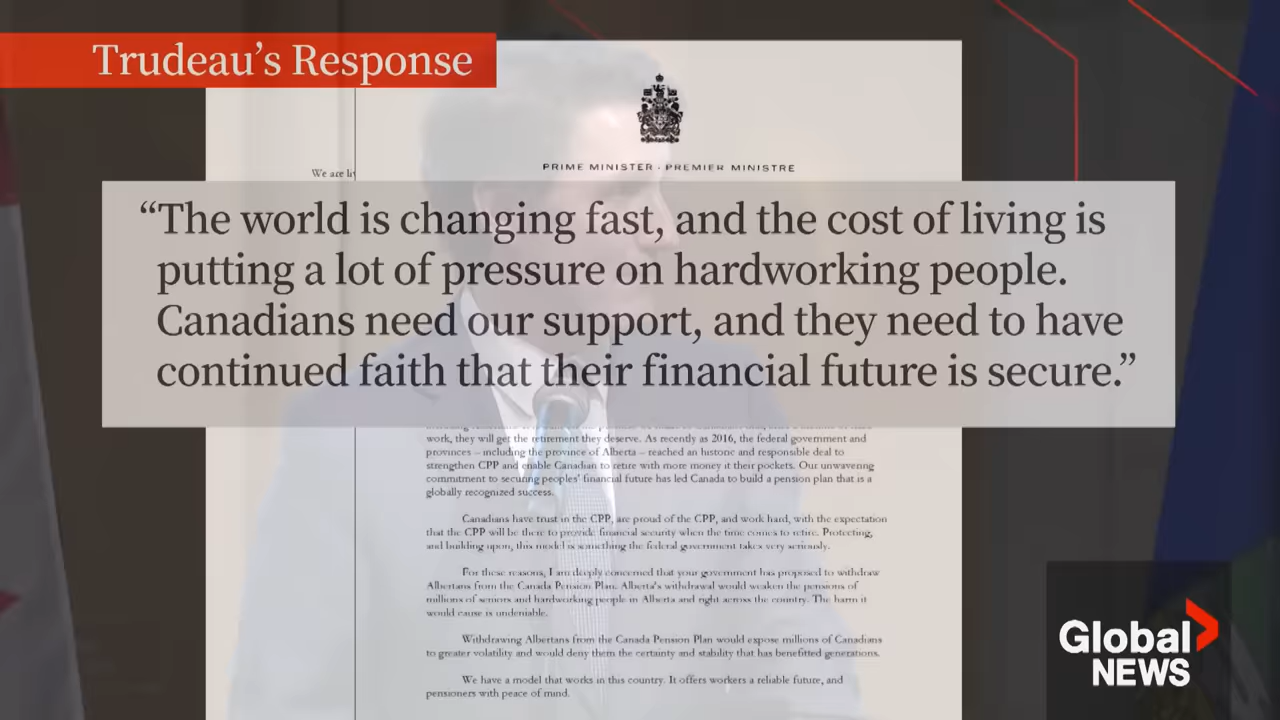 Trudeau’s Response
PRIME MINISTER · PREMIER MINISTRE
We are
“The world is changing fast, and the cost of living is
putting a lot of pressure on hardworking people.
Canadians need our support, and they need to have
continued faith that their financial future is secure.”
work, they will get the retirement they deserve. As recently as 2016, the federal government and
provinces – including the province of Alberta – reached an historic and responsible deal to
strengthen CPP and enable Canadian to retire with more money it their pockets. Our unwavering
commitment to securing peoples’ financial future has led Canada to build a pension plan that is a
globally recognized success.
Canadians have trust in the CPP, are proud of the CPP, and work hard, with the expectation
that the CPP will be there to provide financial security when the time comes to retire. Protecting,
and building upon, this model is something the federal government takes very seriously.
For these reasons, I am deeply concerned that your government has proposed to withdraw
Albertans from the Canada Pension Plan. Alberta’s withdrawal would weaken the pensions of
millions of seniors and hardworking people in Alberta and right across the country. The harm it
would cause is undeniable.
Withdrawing Albertans from the Canada Pension Plan would expose millions of Canadians
to greater volatility and would deny them the certainty and stability that has benefitted generations.
We have a model that works in this country. It offers workers a reliable future, and
pensioners with peace of mind.
Global
NEWS